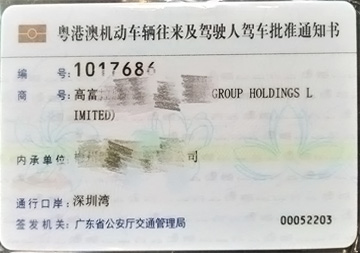 粤港澳机动车辆往来及驾驶人驾车批准通知书
编 号:1017686
商 号:高富 GROUP HOLDINGS L
IMITED)
内承单位: 司
通行口岸:深圳湾
签发机关:广东省公安厅交通管理局 00052203